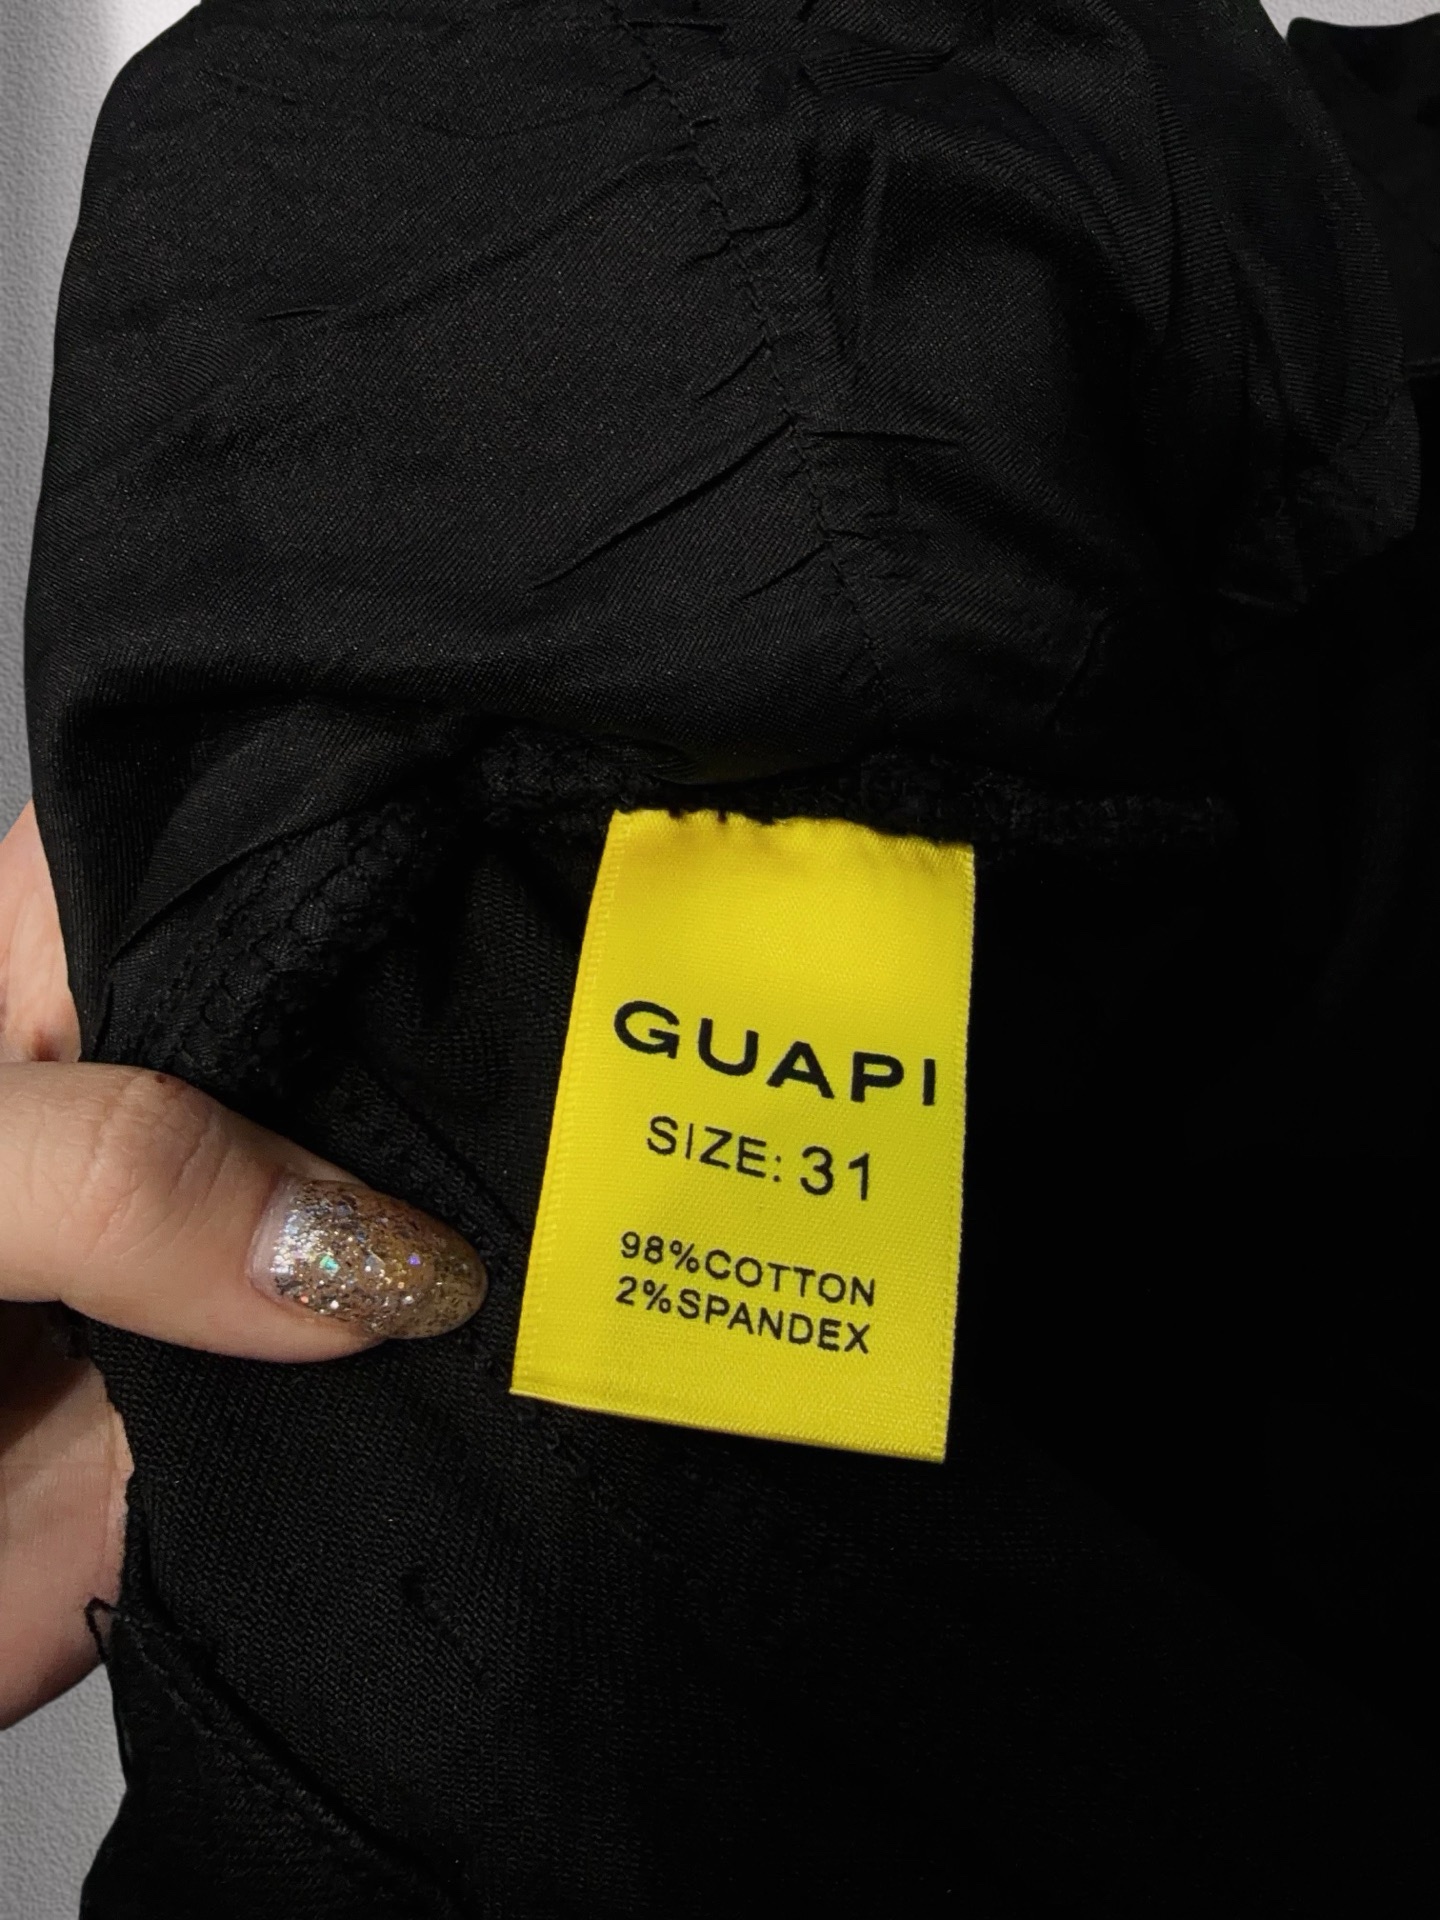 GUAPI
SIZE: 31
98%COTTON
2%SPANDEX